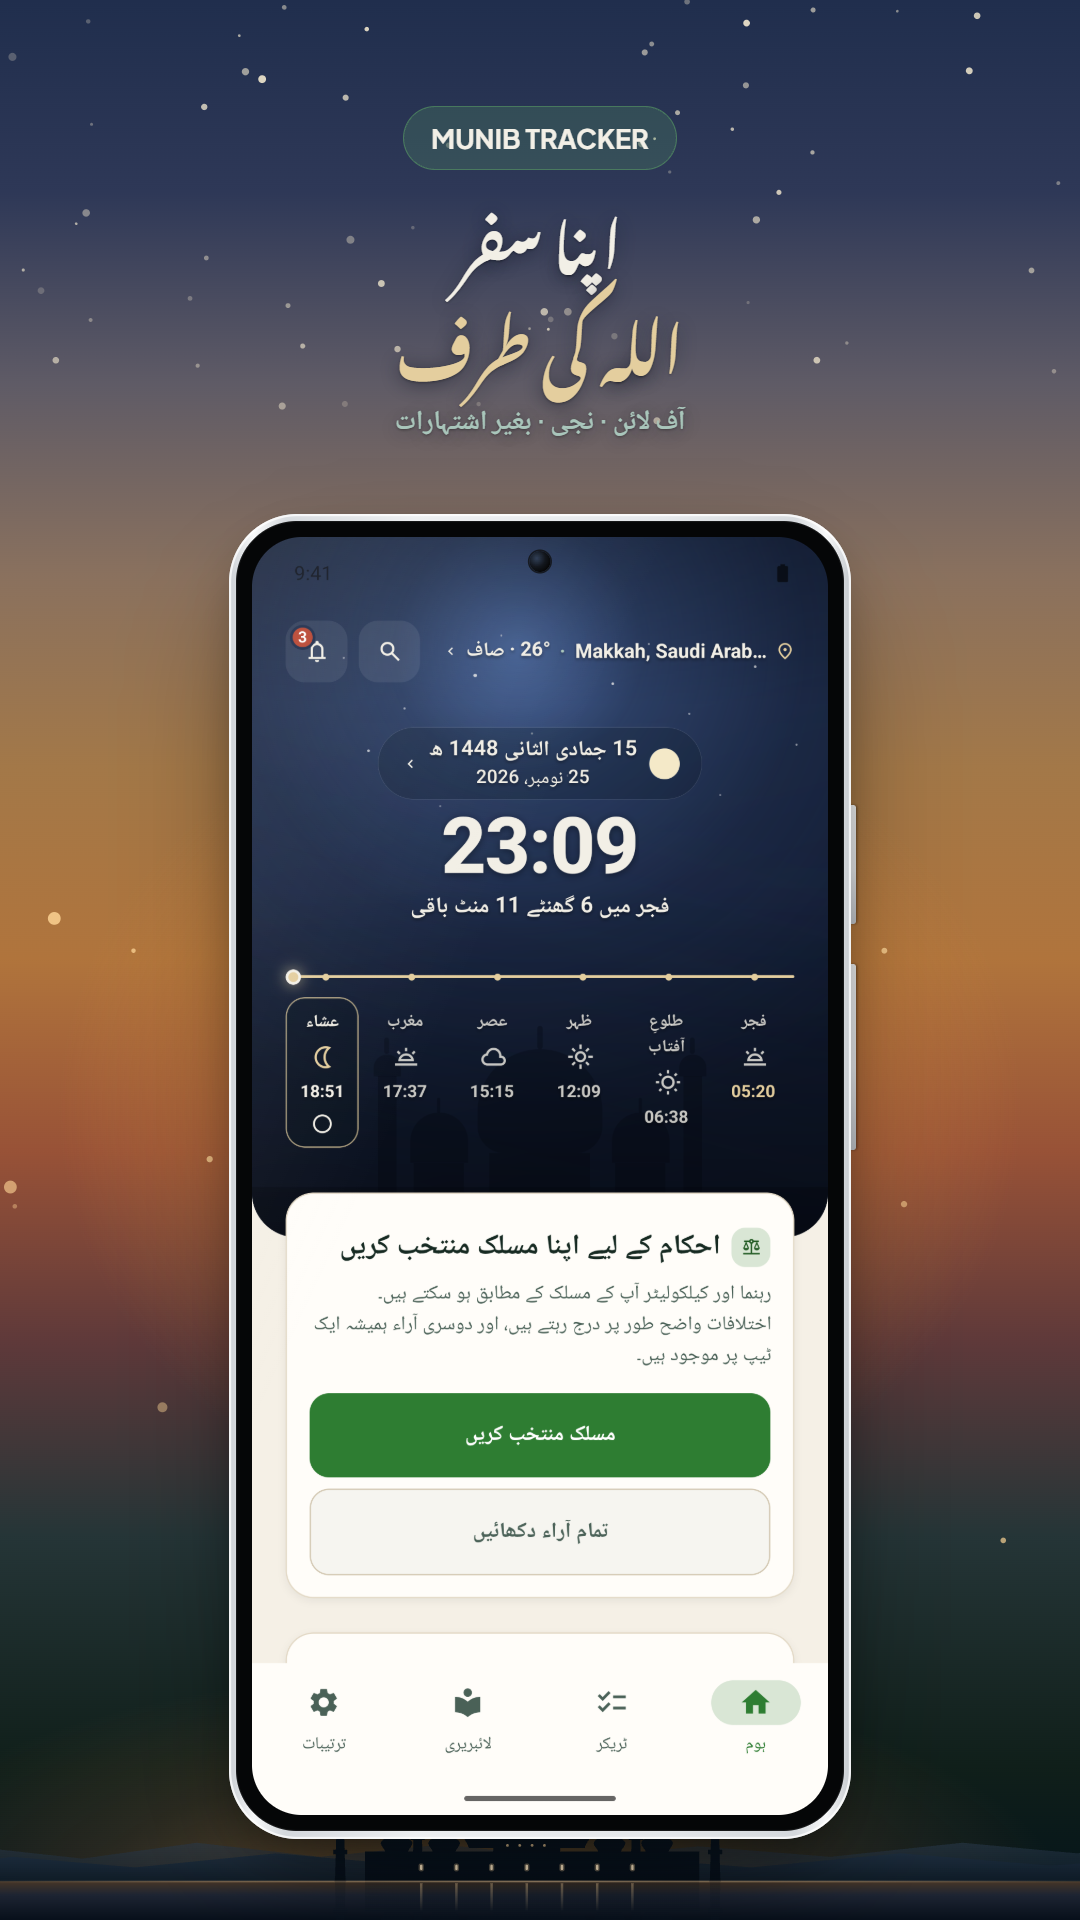 MUNIB TRACKER
اپنا سفر
اللہ کی طرف
آف لائن · نجی · بغیر اشتہارات
9:41
Makkah, Saudi Arab… · 26° · صاف
3
15 جمادی الثانی 1448 ھ
25 نومبر، 2026
23:09
فجر میں 6 گھنٹے 11 منٹ باقی
فجر
05:20
طلوعِ آفتاب
06:38
ظہر
12:09
عصر
15:15
مغرب
17:37
عشاء
18:51
احکام کے لیے اپنا مسلک منتخب کریں
رہنما اور کیلکولیٹر آپ کے مسلک کے مطابق ہو سکتے ہیں۔
اختلافات واضح طور پر درج رہتے ہیں، اور دوسری آراء ہمیشہ ایک
ٹیپ پر موجود ہیں۔
مسلک منتخب کریں
تمام آراء دکھائیں
ہوم
ٹریکر
لائبریری
ترتیبات